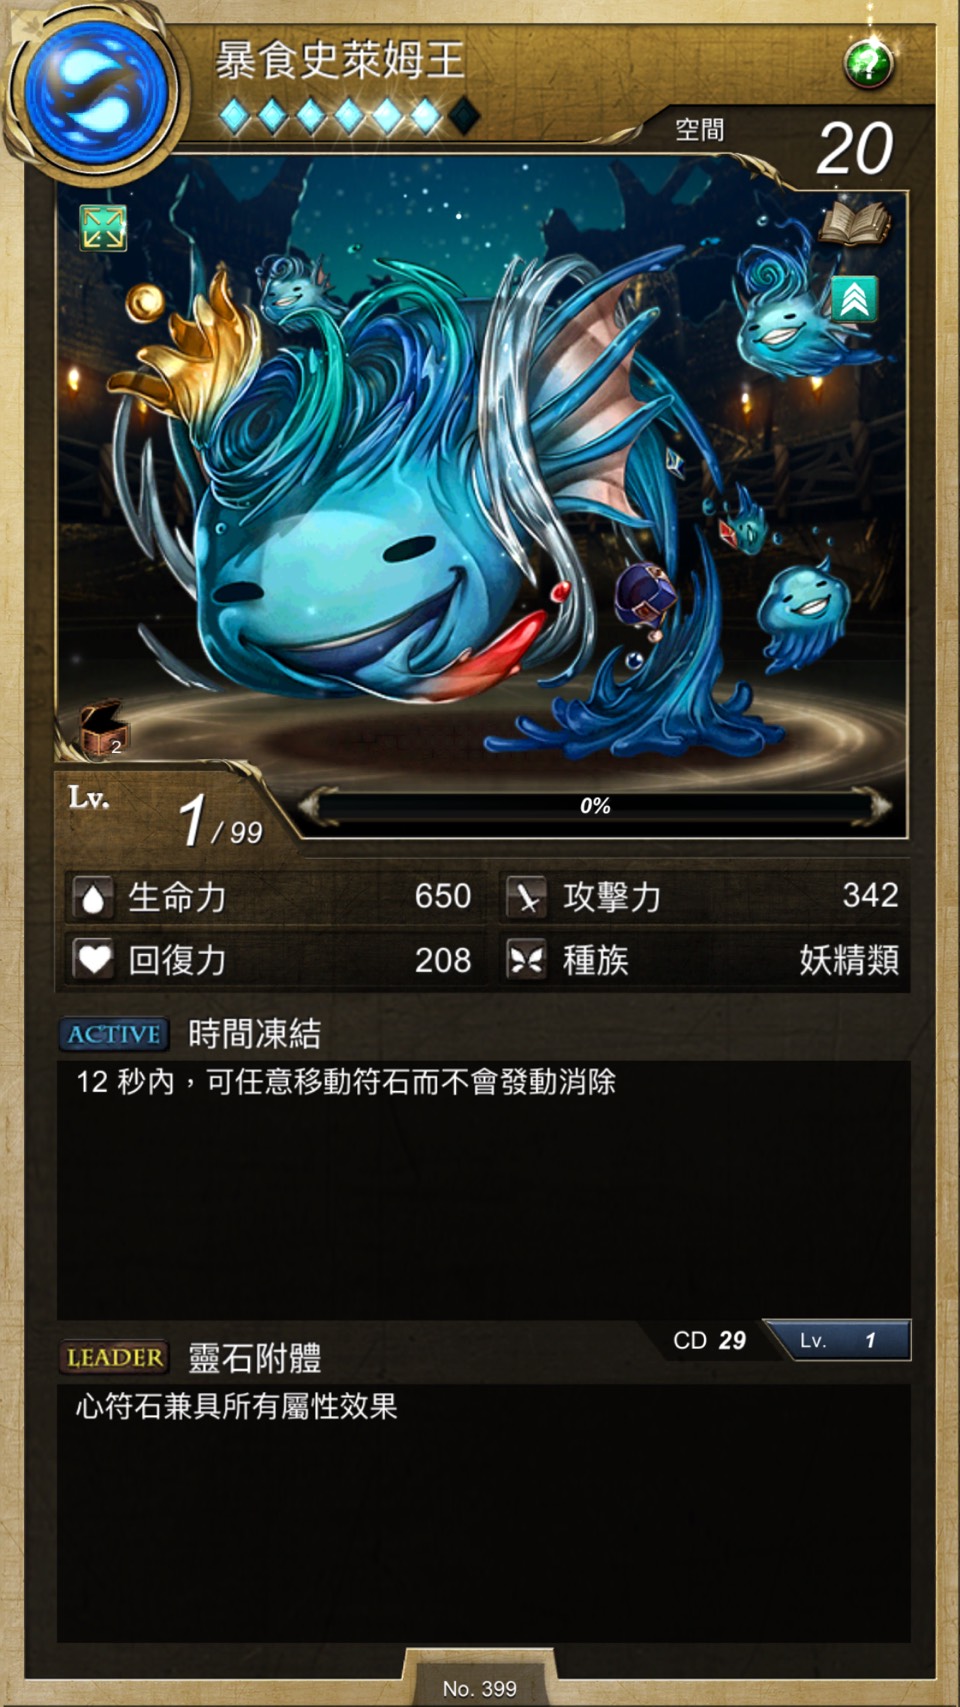 暴食史萊姆王
空間
20
2
Lv. 1 / 99
0%
生命力 650 攻擊力 342
回復力 208 種族 妖精類
ACTIVE 時間凍結
12 秒內，可任意移動符石而不會發動消除
CD 29 Lv. 1
LEADER 靈石附體
心符石兼具所有屬性效果
No. 399